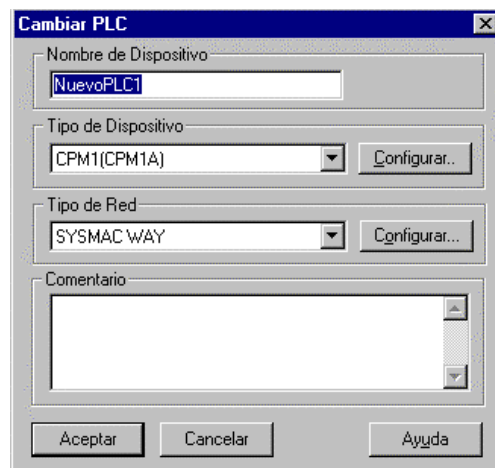 Cambiar PLC
Nombre de Dispositivo
NuevoPLC1
Tipo de Dispositivo
CPM1(CPM1A)
Configurar..
Tipo de Red
SYSMAC WAY
Configurar...
Comentario
Aceptar Cancelar Ayuda